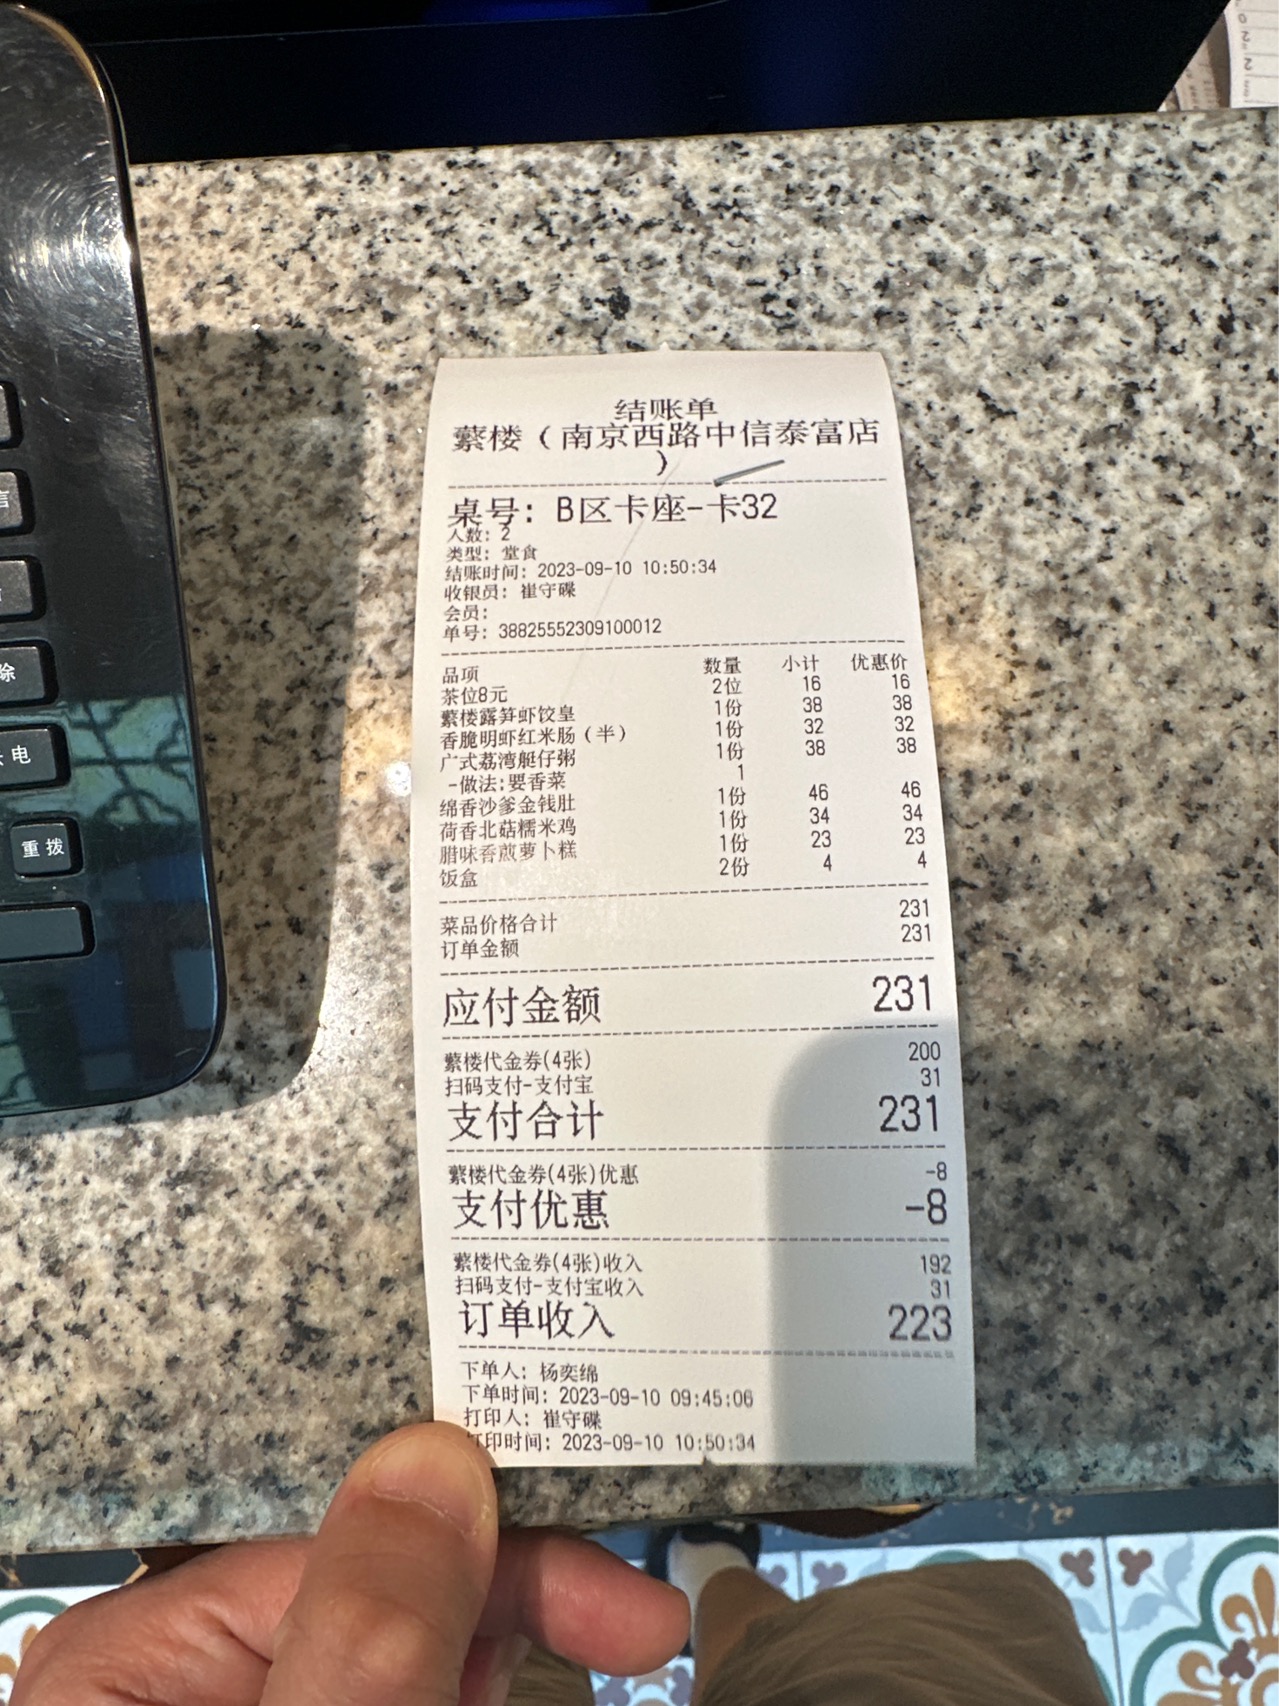 结账单
蘩楼（南京西路中信泰富店
）
桌号: B区卡座-卡32
人数: 2
类型: 堂食
结账时间: 2023-09-10 10:50:34
收银员: 崔守碟
会员:
单号: 38825552309100012
品项 数量 小计 优惠价
茶位8元 2位 16 16
蘩楼露笋虾饺皇 1份 38 38
香脆明虾红米肠（半） 1份 32 32
广式荔湾艇仔粥 1份 38 38
-做法:要香菜 1
绵香沙爹金钱肚 1份 46 46
荷香北菇糯米鸡 1份 34 34
腊味香煎萝卜糕 1份 23 23
饭盒 2份 4 4
菜品价格合计 231
订单金额 231
应付金额 231
蘩楼代金券(4张) 200
扫码支付-支付宝 31
支付合计 231
蘩楼代金券(4张)优惠 -8
支付优惠 -8
蘩楼代金券(4张)收入 192
扫码支付-支付宝收入 31
订单收入 223
下单人: 杨奕绵
下单时间: 2023-09-10 09:45:06
打印人: 崔守碟
打印时间: 2023-09-10 10:50:34
除
电
重拨